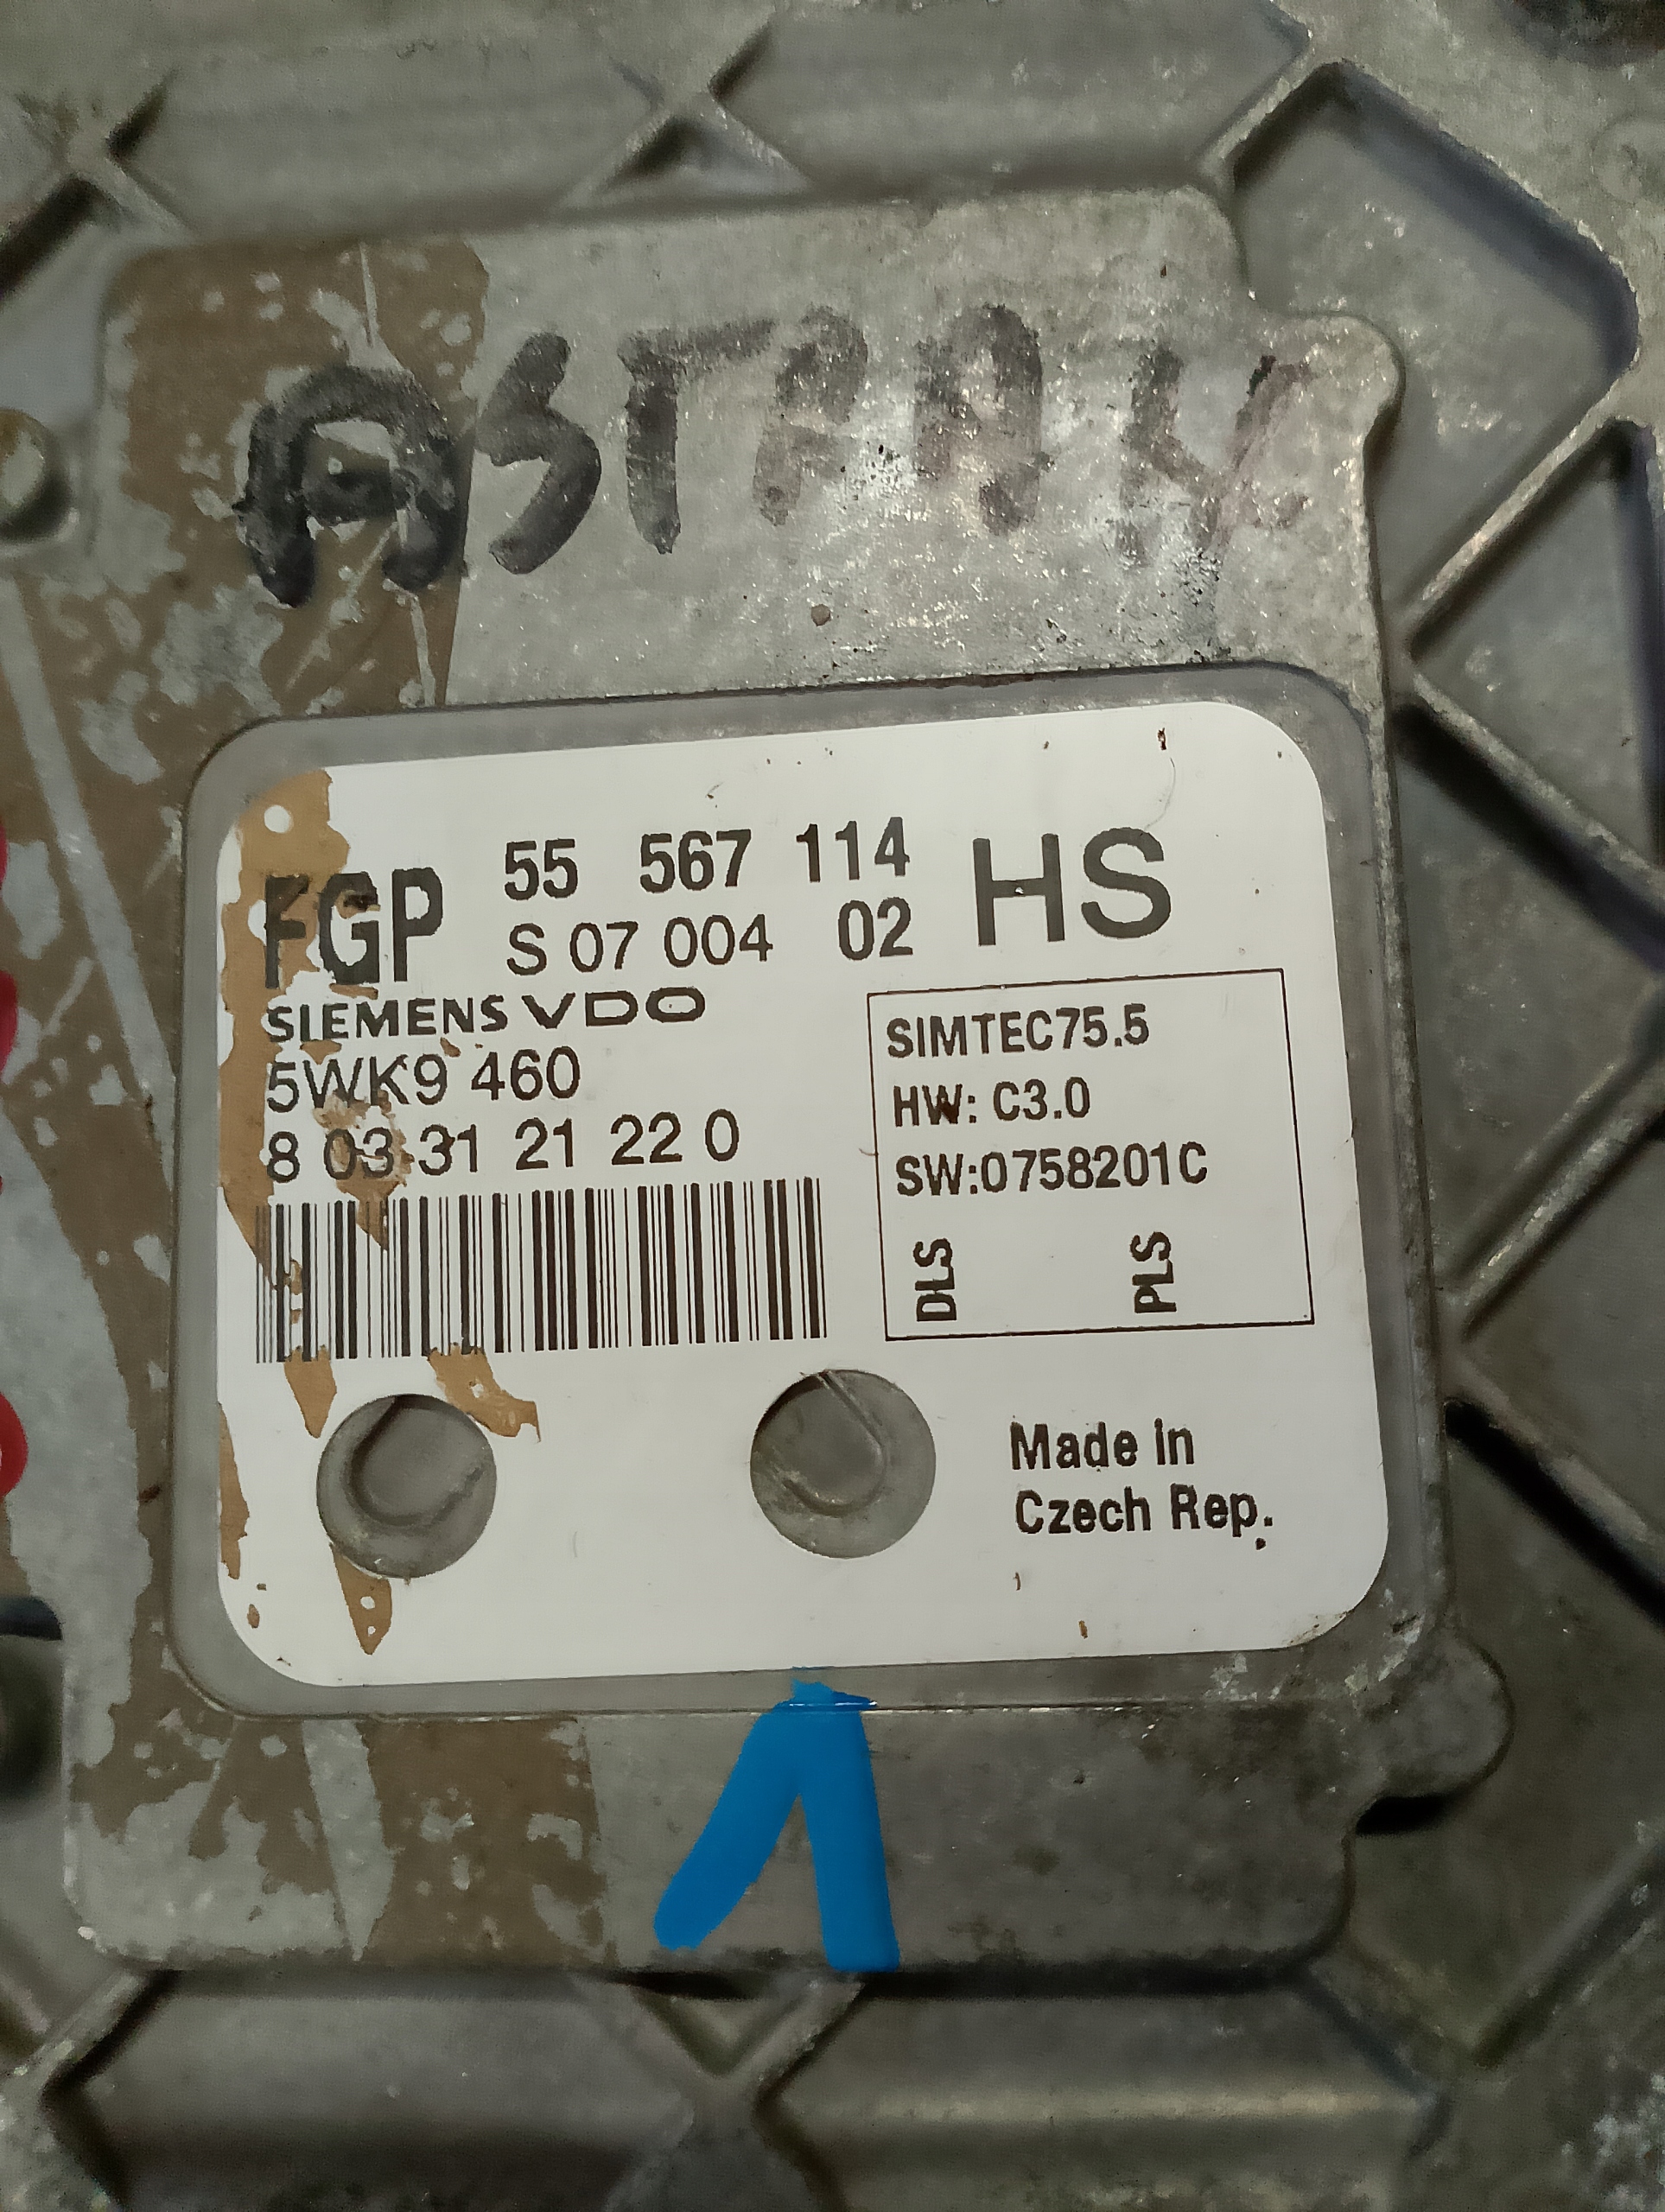 ASTRA
FGP 55 567 114 HS
S 07 004 02
SIEMENS VDO
5WK9 460
8 03 31 21 22 0
SIMTEC75.5
HW: C3.0
SW:0758201C
DLS PLS
Made in
Czech Rep.
1